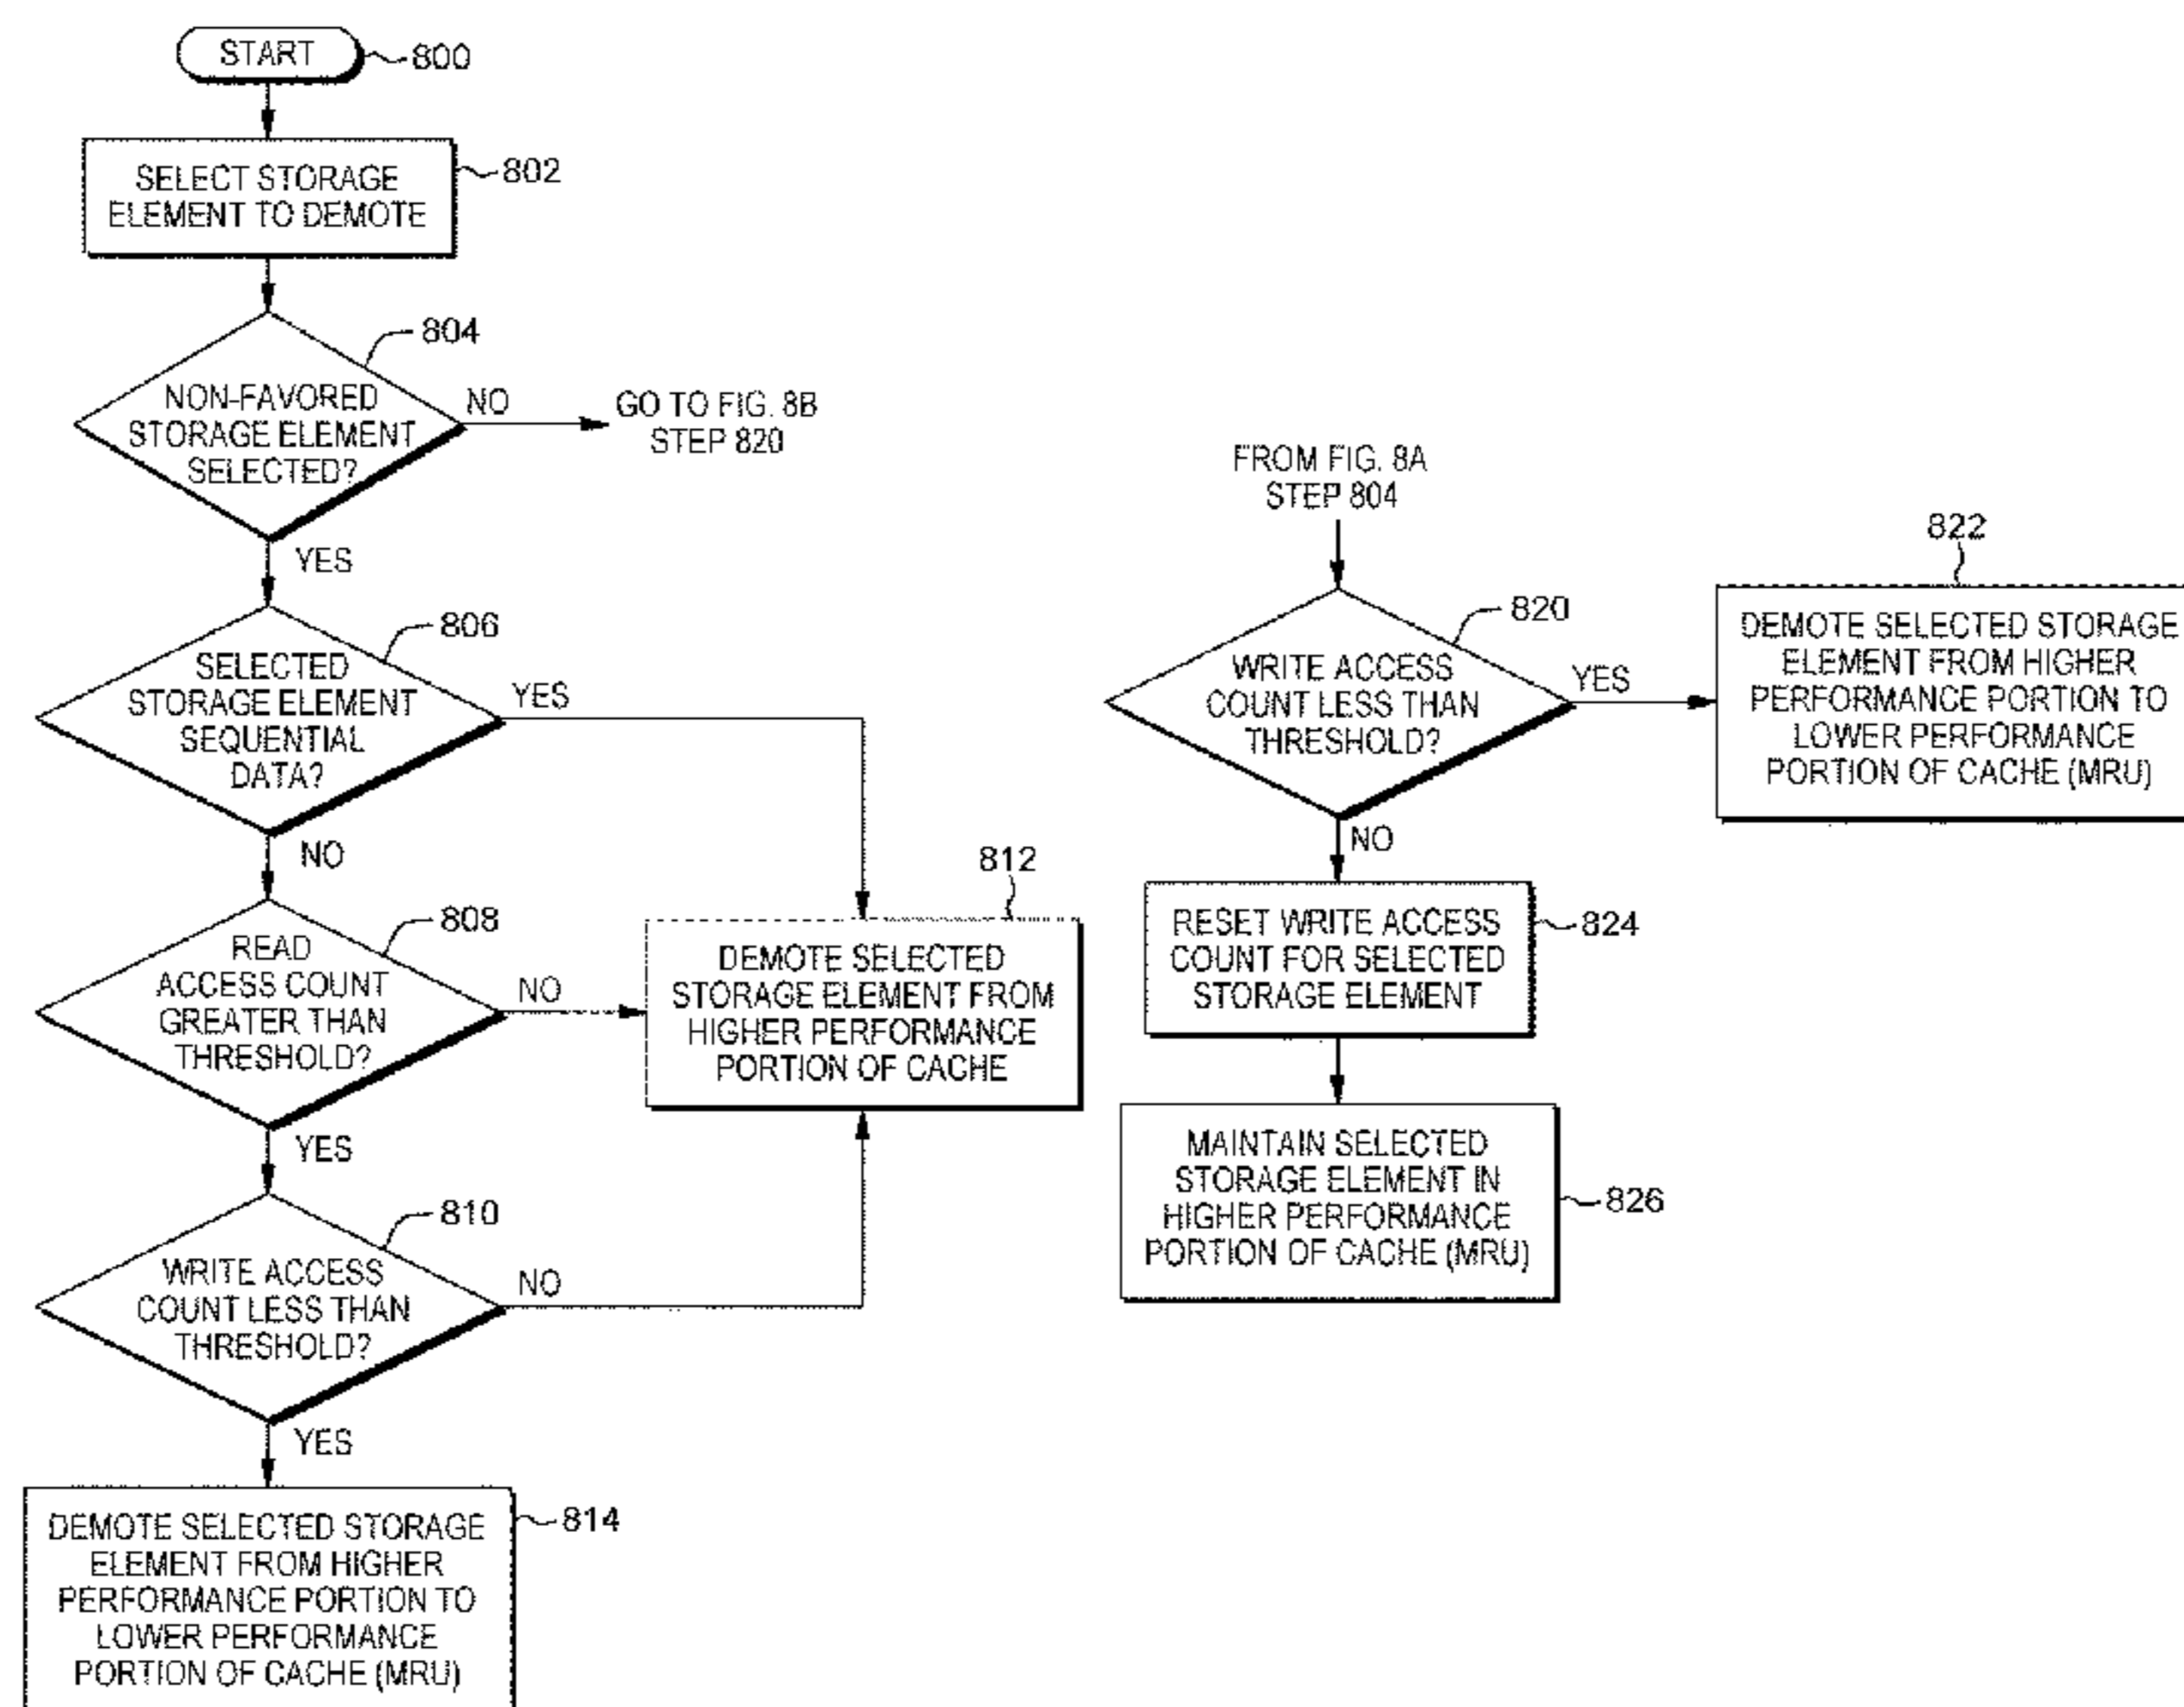 START
800
SELECT STORAGE
ELEMENT TO DEMOTE
802
804
NON-FAVORED
STORAGE ELEMENT
SELECTED?
NO
GO TO FIG. 8B
STEP 820
YES
806
SELECTED
STORAGE ELEMENT
SEQUENTIAL
DATA?
YES
NO
808
READ
ACCESS COUNT
GREATER THAN
THRESHOLD?
NO
812
DEMOTE SELECTED
STORAGE ELEMENT FROM
HIGHER PERFORMANCE
PORTION OF CACHE
YES
810
WRITE ACCESS
COUNT LESS THAN
THRESHOLD?
NO
YES
DEMOTE SELECTED STORAGE
ELEMENT FROM HIGHER
PERFORMANCE PORTION TO
LOWER PERFORMANCE
PORTION OF CACHE (MRU)
814
FROM FIG. 8A
STEP 804
820
WRITE ACCESS
COUNT LESS THAN
THRESHOLD?
YES
822
DEMOTE SELECTED STORAGE
ELEMENT FROM HIGHER
PERFORMANCE PORTION TO
LOWER PERFORMANCE
PORTION OF CACHE (MRU)
NO
RESET WRITE ACCESS
COUNT FOR SELECTED
STORAGE ELEMENT
824
MAINTAIN SELECTED
STORAGE ELEMENT IN
HIGHER PERFORMANCE
PORTION OF CACHE (MRU)
826